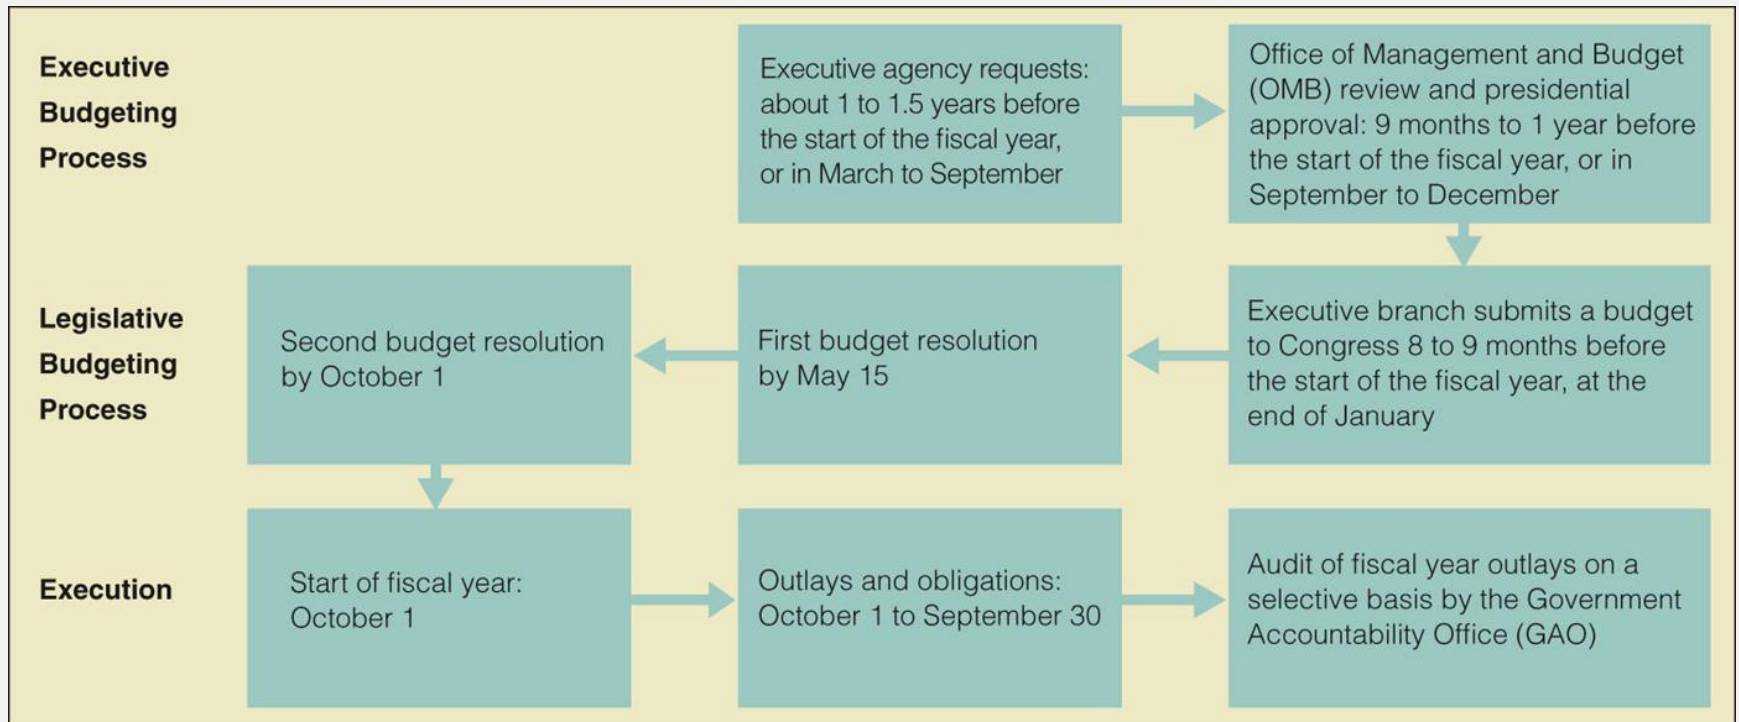 Executive
Budgeting
Process
Executive agency requests:
about 1 to 1.5 years before
the start of the fiscal year,
or in March to September
Office of Management and Budget
(OMB) review and presidential
approval: 9 months to 1 year before
the start of the fiscal year, or in
September to December
Legislative
Budgeting
Process
Executive branch submits a budget
to Congress 8 to 9 months before
the start of the fiscal year, at the
end of January
First budget resolution
by May 15
Second budget resolution
by October 1
Execution
Start of fiscal year:
October 1
Outlays and obligations:
October 1 to September 30
Audit of fiscal year outlays on a
selective basis by the Government
Accountability Office (GAO)